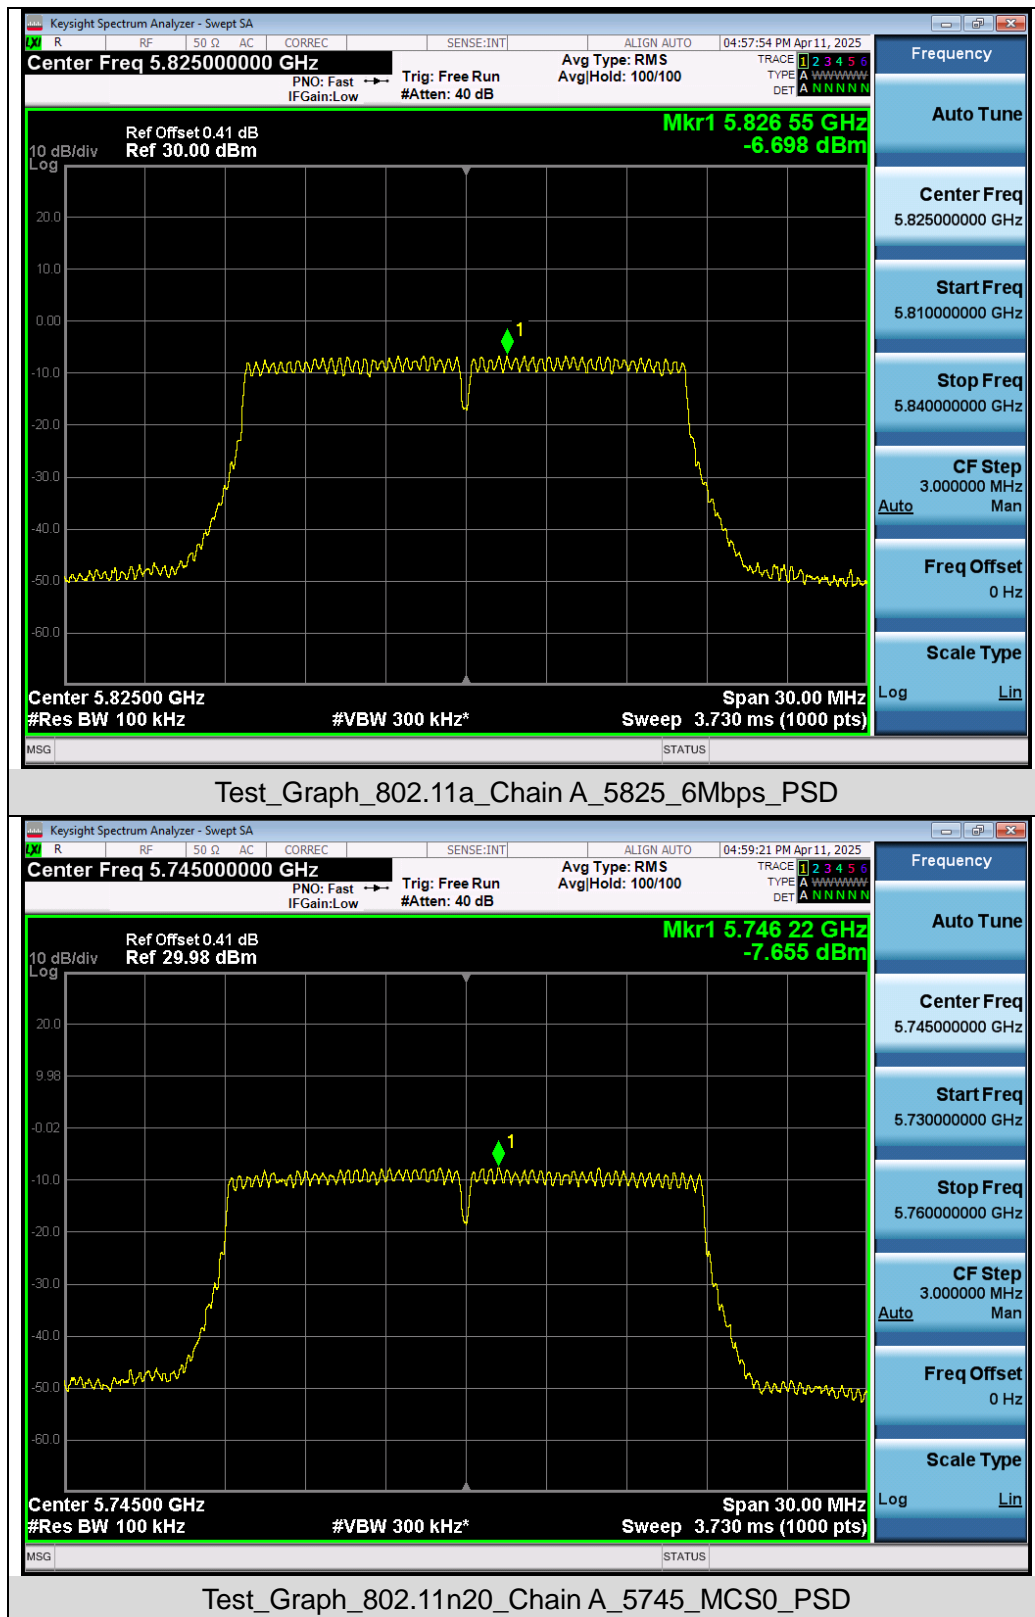 Keysight Spectrum Analyzer - Swept SA
LXI R RF 50 Ω AC CORREC SENSE:INT ALIGN AUTO 04:57:54 PM Apr 11, 2025
Center Freq 5.825000000 GHz
PNO: Fast
IFGain:Low
Trig: Free Run
#Atten: 40 dB
Avg Type: RMS
Avg|Hold: 100/100
TRACE 1 2 3 4 5 6
TYPE A WWWWW
DET A N N N N N
Frequency
Auto Tune
Center Freq
5.825000000 GHz
Start Freq
5.810000000 GHz
Stop Freq
5.840000000 GHz
CF Step
3.000000 MHz
Auto Man
Freq Offset
0 Hz
Scale Type
Log Lin
Mkr1 5.826 55 GHz
-6.698 dBm
Ref Offset 0.41 dB
10 dB/div Ref 30.00 dBm
Log
20.0
10.0
0.00
-10.0
-20.0
-30.0
-40.0
-50.0
-60.0
1
Center 5.82500 GHz Span 30.00 MHz
#Res BW 100 kHz #VBW 300 kHz* Sweep 3.730 ms (1000 pts)
MSG STATUS
Test_Graph_802.11a_Chain A_5825_6Mbps_PSD
Keysight Spectrum Analyzer - Swept SA
LXI R RF 50 Ω AC CORREC SENSE:INT ALIGN AUTO 04:59:21 PM Apr 11, 2025
Center Freq 5.745000000 GHz
PNO: Fast
IFGain:Low
Trig: Free Run
#Atten: 40 dB
Avg Type: RMS
Avg|Hold: 100/100
TRACE 1 2 3 4 5 6
TYPE A WWWWW
DET A N N N N N
Frequency
Auto Tune
Center Freq
5.745000000 GHz
Start Freq
5.730000000 GHz
Stop Freq
5.760000000 GHz
CF Step
3.000000 MHz
Auto Man
Freq Offset
0 Hz
Scale Type
Log Lin
Mkr1 5.746 22 GHz
-7.655 dBm
Ref Offset 0.41 dB
10 dB/div Ref 29.98 dBm
Log
20.0
9.98
-0.02
-10.0
-20.0
-30.0
-40.0
-50.0
-60.0
1
Center 5.74500 GHz Span 30.00 MHz
#Res BW 100 kHz #VBW 300 kHz* Sweep 3.730 ms (1000 pts)
MSG STATUS
Test_Graph_802.11n20_Chain A_5745_MCS0_PSD